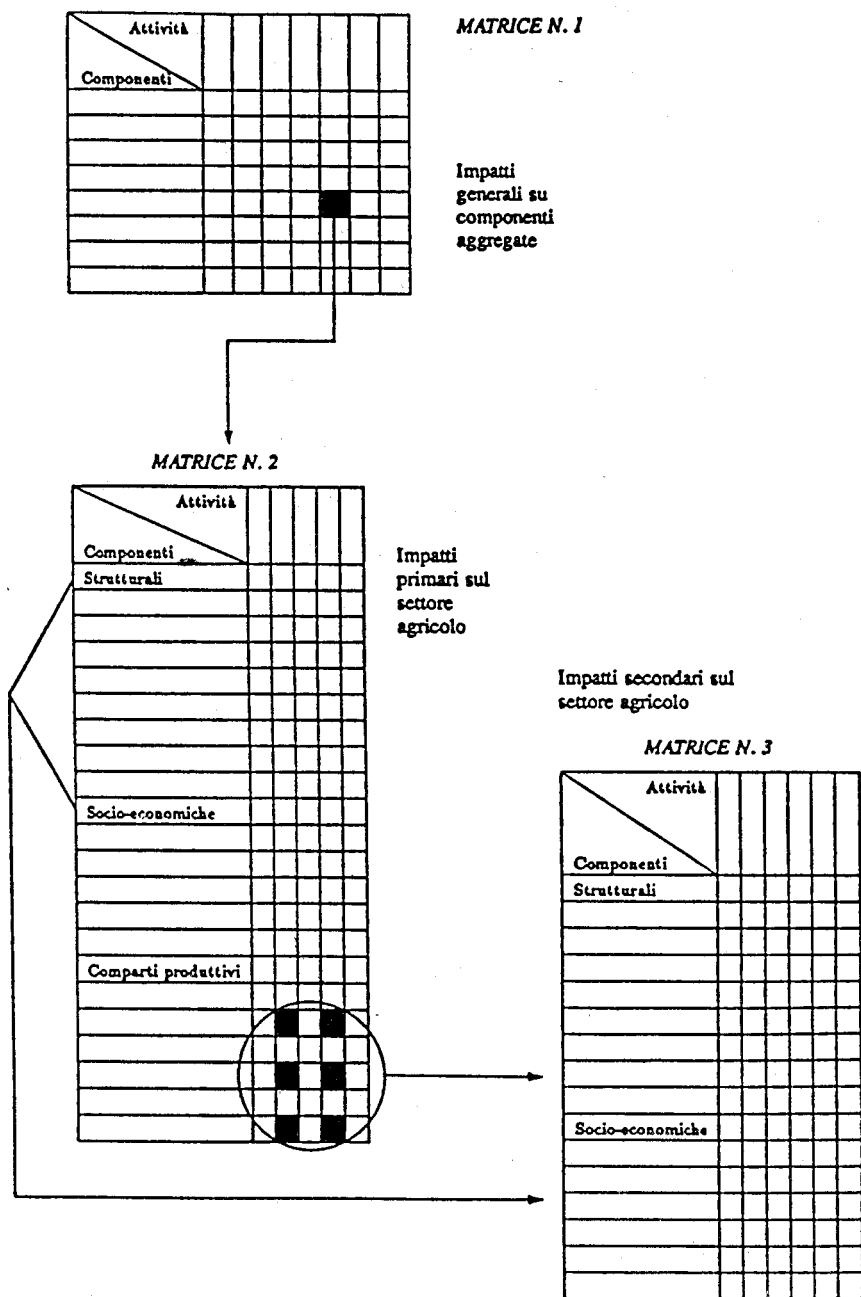 MATRICE N. 1
Attività
Componenti
Impatti
generali su
componenti
aggregate
MATRICE N. 2
Attività
Componenti
Strutturali
Socio-economiche
Comparti produttivi
Impatti
primari sul
settore
agricolo
Impatti secondari sul
settore agricolo
MATRICE N. 3
Attività
Componenti
Strutturali
Socio-economiche